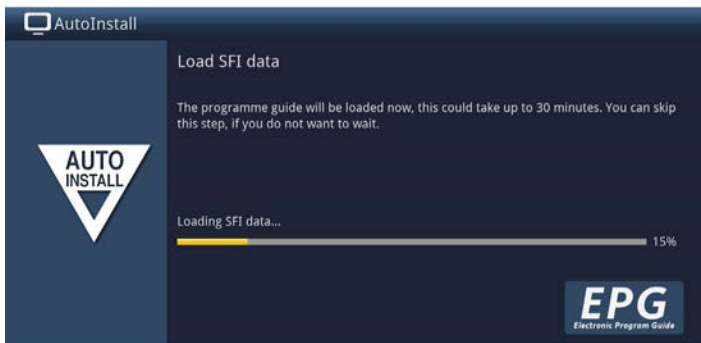 AutoInstall
Load SFI data
The programme guide will be loaded now, this could take up to 30 minutes. You can skip
this step, if you do not want to wait.
AUTO
INSTALL
Loading SFI data...
15%
EPG
Electronic Program Guide